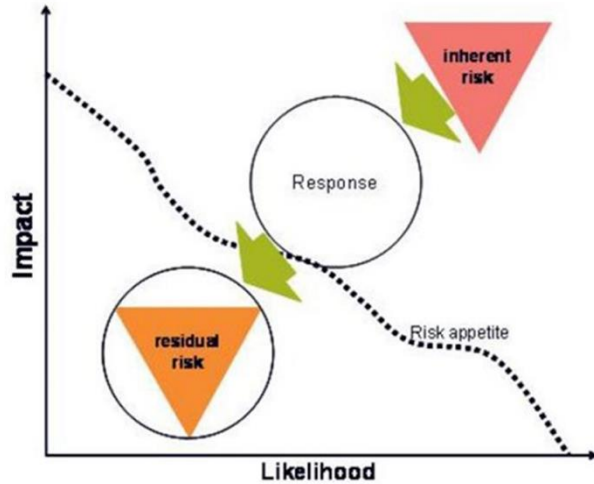 inherent
risk
Response
Impact
Risk appetite
residual
risk
Likelihood